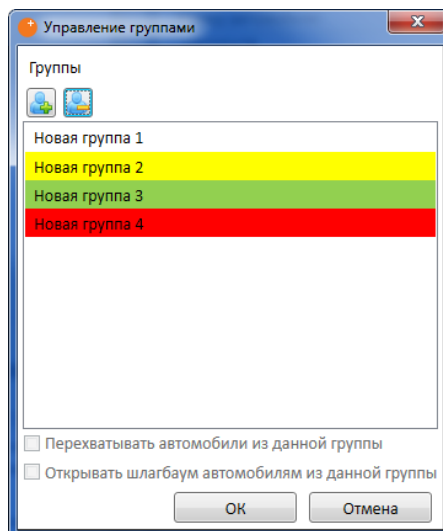 Управление группами
Группы
Новая группа 1
Новая группа 2
Новая группа 3
Новая группа 4
Перехватывать автомобили из данной группы
Открывать шлагбаум автомобилям из данной группы
ОК
Отмена